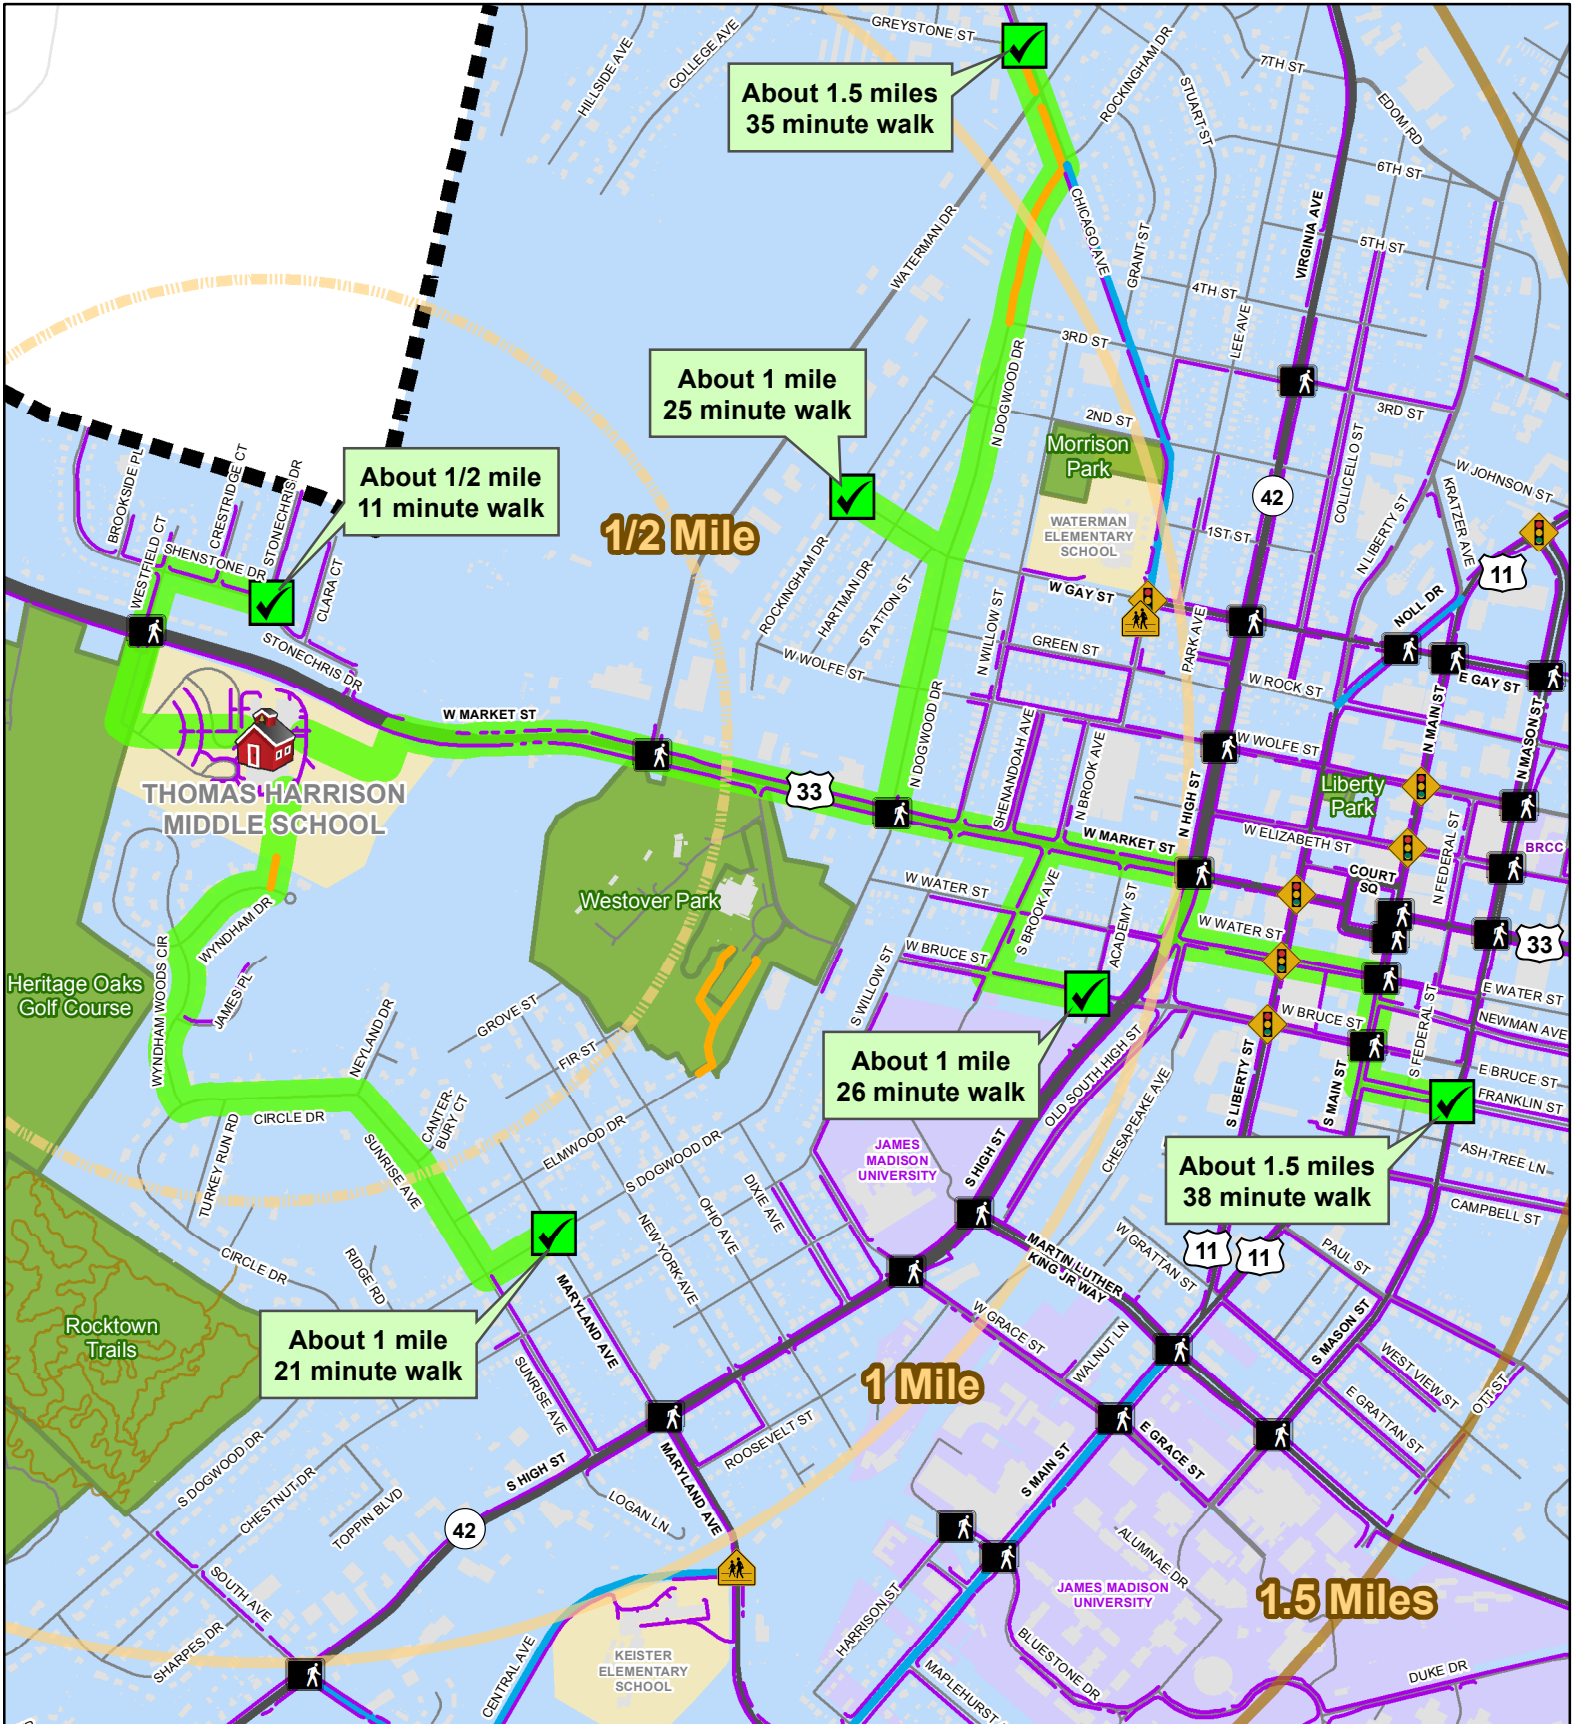 GREYSTONE ST
HILLSIDE AVE
COLLEGE AVE
ROCKINGHAM DR
7TH ST
STUART ST
EDOM RD
About 1.5 miles
35 minute walk
6TH ST
CHICAGO AVE
GRANT ST
VIRGINIA AVE
WATERMAN DR
5TH ST
4TH ST
LEE AVE
3RD ST
N DOGWOOD DR
About 1 mile
25 minute walk
2ND ST
3RD ST
COLLICELLO ST
Morrison
Park
W JOHNSON ST
BROOKSIDE PL
CRESTRIDGE CT
STONECHRIS DR
About 1/2 mile
11 minute walk
KRATZER AVE
42
N LIBERTY ST
1/2 Mile
WATERMAN
ELEMENTARY
SCHOOL
1ST ST
WESTFIELD CT
SHENSTONE DR
CLARA CT
ROCKINGHAM DR
HARTMAN DR
STATTON ST
11
W GAY ST
NOLL DR
N WILLOW ST
GREEN ST
PARK AVE
STONECHRIS DR
W WOLFE ST
W ROCK ST
E GAY ST
W MARKET ST
N DOGWOOD DR
SHENANDOAH AVE
N BROOK AVE
N MAIN ST
N MASON ST
W WOLFE ST
THOMAS HARRISON
MIDDLE SCHOOL
33
N HIGH ST
Liberty
Park
W MARKET ST
W ELIZABETH ST
N FEDERAL ST
BRCC
COURT
SQ
Westover Park
W WATER ST
S BROOK AVE
ACADEMY ST
W WATER ST
33
WYNDHAM DR
WYNDHAM WOODS CIR
W BRUCE ST
Heritage Oaks
Golf Course
JAMES PL
NEYLAND DR
GROVE ST
S WILLOW ST
E WATER ST
W BRUCE ST
S FEDERAL ST
NEWMAN AVE
FIR ST
About 1 mile
26 minute walk
OLD SOUTH HIGH ST
CHESAPEAKE AVE
S LIBERTY ST
S MAIN ST
E BRUCE ST
FRANKLIN ST
CIRCLE DR
CANTER-
BURY CT
TURKEY RUN RD
SUNRISE AVE
ELMWOOD DR
S DOGWOOD DR
JAMES
MADISON
UNIVERSITY
S HIGH ST
About 1.5 miles
38 minute walk
ASH TREE LN
DIXIE AVE
OHIO AVE
NEW YORK AVE
CAMPBELL ST
CIRCLE DR
RIDGE RD
W GRATTAN ST
11
11
PAUL ST
MARTIN LUTHER
KING JR WAY
Rocktown
Trails
About 1 mile
21 minute walk
MARYLAND AVE
W GRACE ST
WALNUT LN
S MASON ST
WEST VIEW ST
SUNRISE AVE
1 Mile
E GRATTAN ST
OTT ST
S DOGWOOD DR
CHESTNUT DR
TOPPIN BLVD
S HIGH ST
MARYLAND AVE
ROOSEVELT ST
S MAIN ST
E GRACE ST
LOGAN LN
42
ALUMNAE DR
SOUTH AVE
HARRISON ST
JAMES MADISON
UNIVERSITY
1.5 Miles
SHARPES DR
CENTRAL AVE
KEISTER
ELEMENTARY
SCHOOL
BLUESTONE DR
MAPLEHURST
DUKE DR